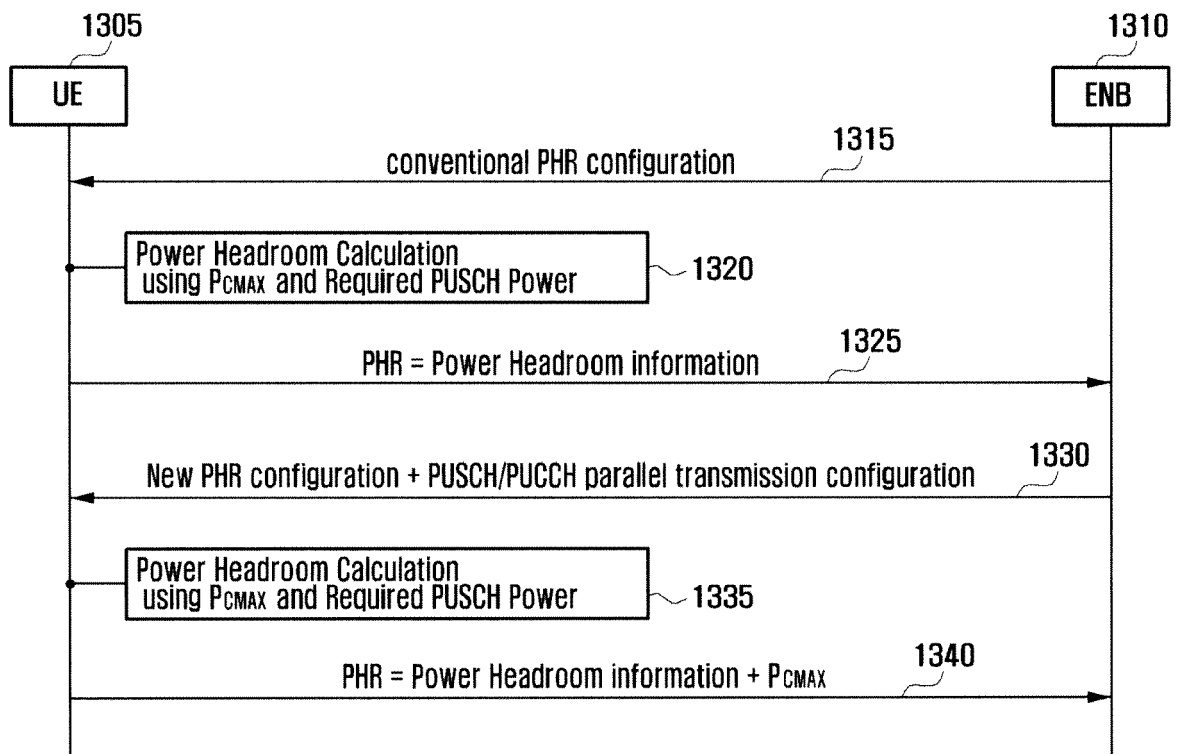 1305
1310
UE
ENB
1315
conventional PHR configuration
Power Headroom Calculation
using PCMAX and Required PUSCH Power
1320
1325
PHR = Power Headroom information
1330
New PHR configuration + PUSCH/PUCCH parallel transmission configuration
Power Headroom Calculation
using PCMAX and Required PUSCH Power
1335
1340
PHR = Power Headroom information + PCMAX